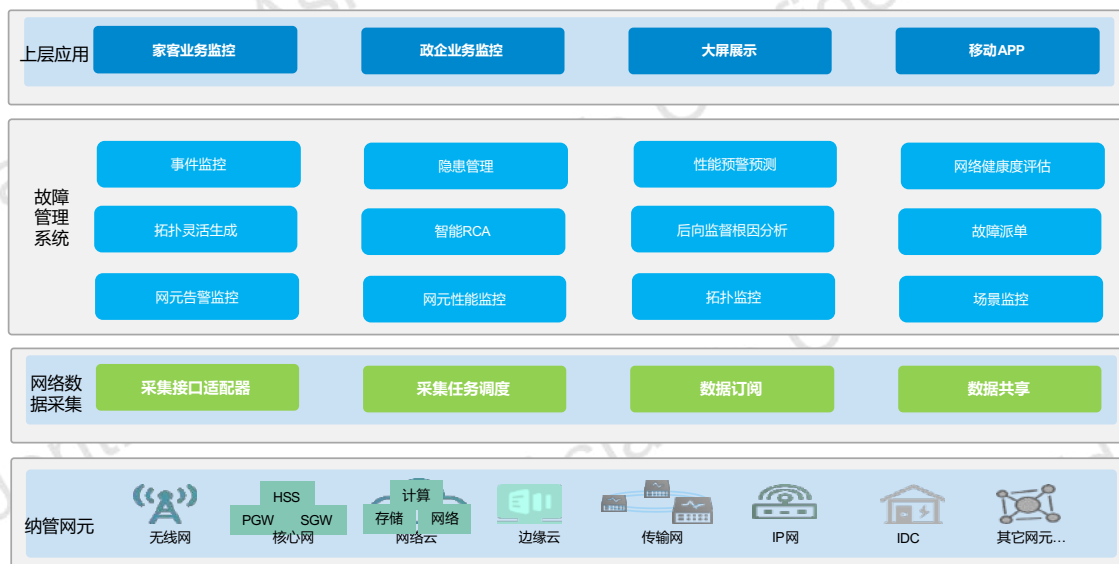 上层应用
家客业务监控
政企业务监控
大屏展示
移动APP
故障
管理
系统
事件监控
隐患管理
性能预警预测
网络健康度评估
拓扑灵活生成
智能RCA
后向监督根因分析
故障派单
网元告警监控
网元性能监控
拓扑监控
场景监控
网络数
据采集
采集接口适配器
采集任务调度
数据订阅
数据共享
纳管网元
无线网
HSS
PGW SGW
核心网
计算
存储 网络
网络云
边缘云
传输网
IP网
IDC
其它网元...